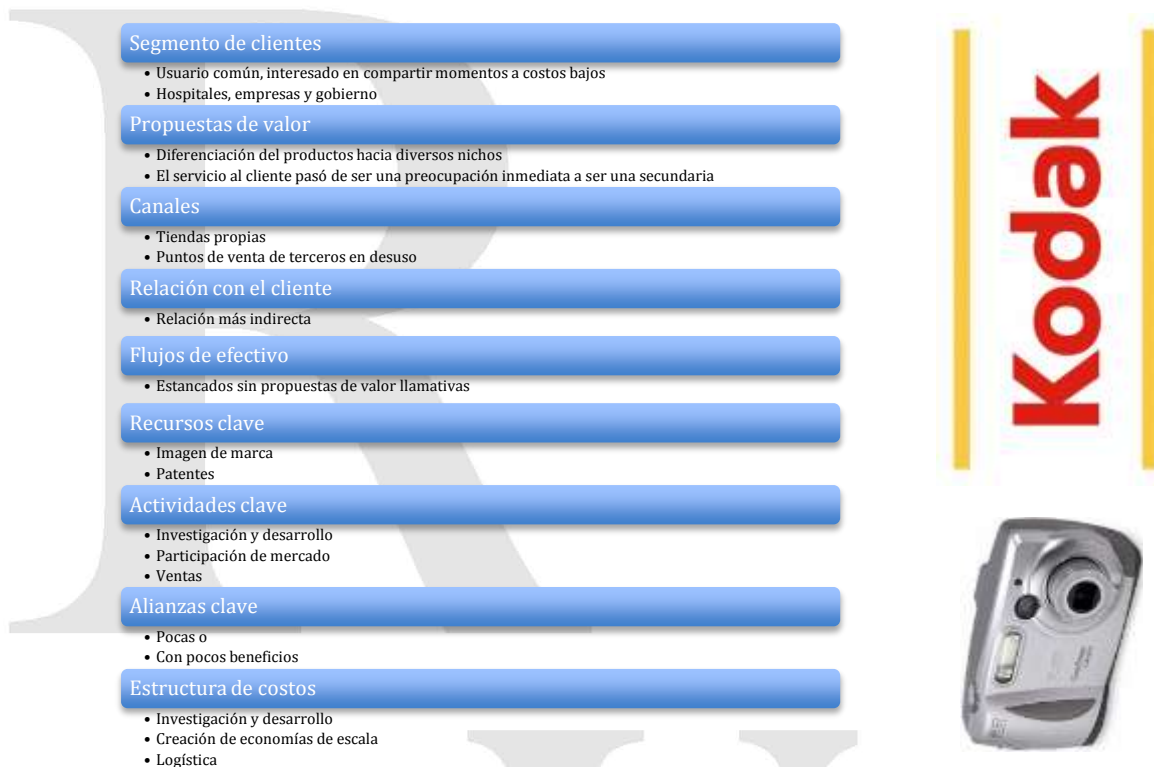 Segmento de clientes
• Usuario común, interesado en compartir momentos a costos bajos
• Hospitales, empresas y gobierno
Propuestas de valor
• Diferenciación del productos hacia diversos nichos
• El servicio al cliente pasó de ser una preocupación inmediata a ser una secundaria
Canales
• Tiendas propias
• Puntos de venta de terceros en desuso
Relación con el cliente
• Relación más indirecta
Flujos de efectivo
• Estancados sin propuestas de valor llamativas
Recursos clave
• Imagen de marca
• Patentes
Actividades clave
• Investigación y desarrollo
• Participación de mercado
• Ventas
Alianzas clave
• Pocas o
• Con pocos beneficios
Estructura de costos
• Investigación y desarrollo
• Creación de economías de escala
• Logística
Kodak